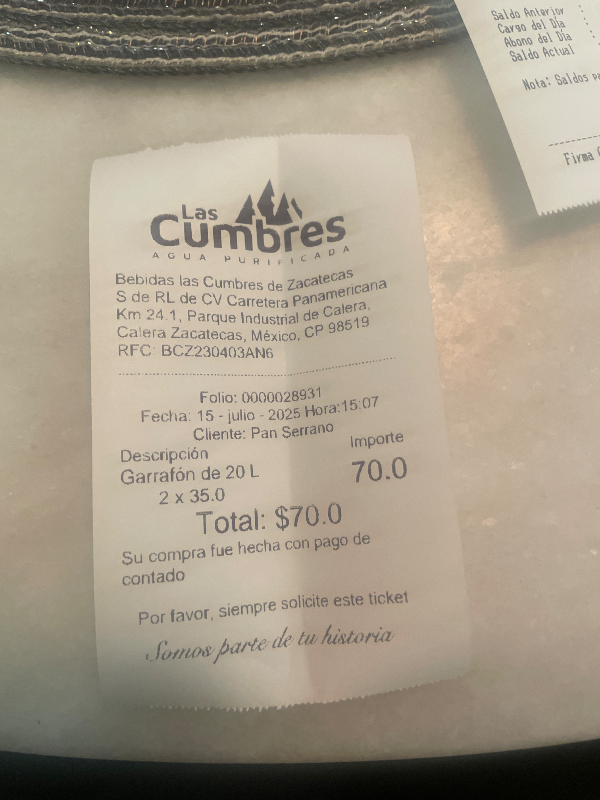 Saldo Anterior :
Cargo del Día :
Abono del Día :
Saldo Actual :
Nota: Saldos
Firma
Las
Cumbres
AGUA PURIFICADA
Bebidas las Cumbres de Zacatecas
S de RL de CV Carretera Panamericana
Km 24.1, Parque Industrial de Calera,
Calera Zacatecas, México, CP 98519
RFC: BCZ230403AN6
Folio: 0000028931
Fecha: 15 - julio - 2025 Hora:15:07
Cliente: Pan Serrano
Descripción Importe
Garrafón de 20 L 70.0
2 x 35.0
Total: $70.0
Su compra fue hecha con pago de
contado
Por favor, siempre solicite este ticket
Somos parte de tu historia